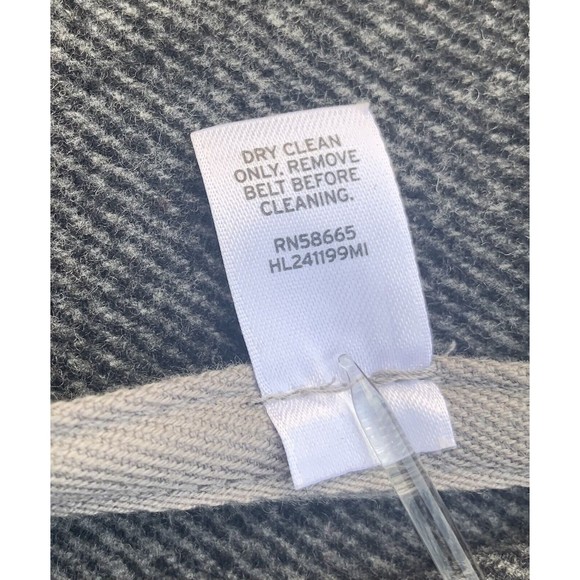 DRY CLEAN
ONLY. REMOVE
BELT BEFORE
CLEANING.
RN58665
HL241199MI